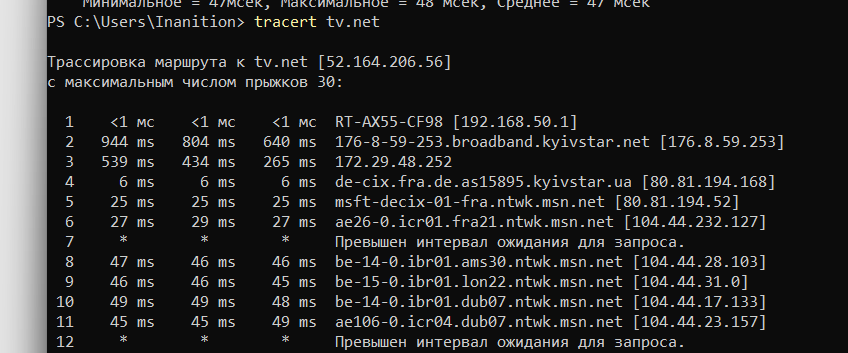 Минимальное = 47мсек, Максимальное = 48 мсек, Среднее = 47 мсек
PS C:\Users\Inanition> tracert tv.net
Трассировка маршрута к tv.net [52.164.206.56]
с максимальным числом прыжков 30:
1 <1 мс <1 мс <1 мс RT-AX55-CF98 [192.168.50.1]
2 944 ms 804 ms 640 ms 176-8-59-253.broadband.kyivstar.net [176.8.59.253]
3 539 ms 434 ms 265 ms 172.29.48.252
4 6 ms 6 ms 6 ms de-cix.fra.de.as15895.kyivstar.ua [80.81.194.168]
5 25 ms 25 ms 25 ms msft-decix-01-fra.ntwk.msn.net [80.81.194.52]
6 27 ms 29 ms 27 ms ae26-0.icr01.fra21.ntwk.msn.net [104.44.232.127]
7 * * * Превышен интервал ожидания для запроса.
8 47 ms 46 ms 46 ms be-14-0.ibr01.ams30.ntwk.msn.net [104.44.28.103]
9 46 ms 46 ms 45 ms be-15-0.ibr01.lon22.ntwk.msn.net [104.44.31.0]
10 49 ms 49 ms 48 ms be-14-0.ibr01.dub07.ntwk.msn.net [104.44.17.133]
11 45 ms 45 ms 49 ms ae106-0.icr04.dub07.ntwk.msn.net [104.44.23.157]
12 * * * Превышен интервал ожидания для запроса.